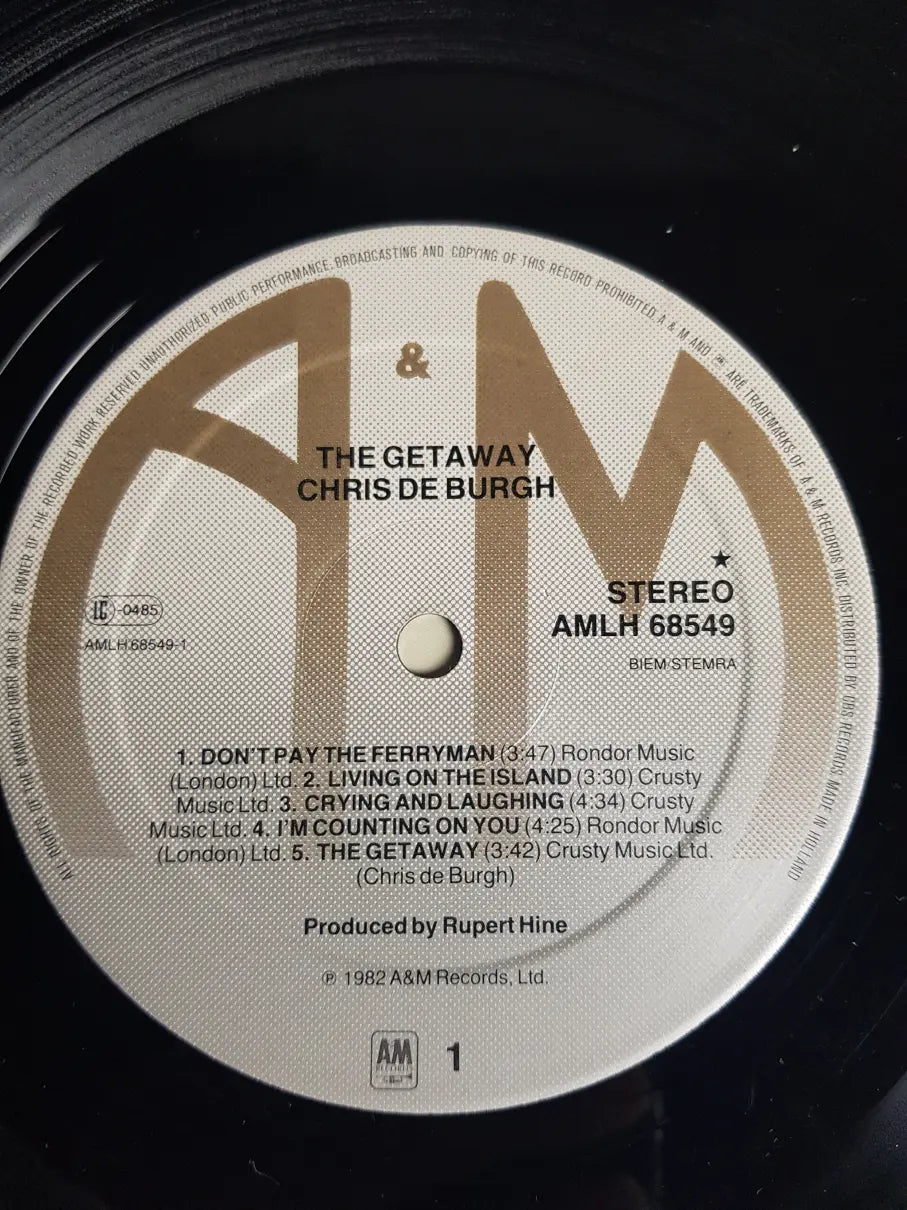 ALL RIGHTS OF THE MANUFACTURER AND OF THE OWNER OF THE RECORDED WORK RESERVED UNAUTHORIZED PUBLIC PERFORMANCE, BROADCASTING AND COPYING OF THIS RECORD PROHIBITED. A & M AND ARE TRADEMARKS OF A & M RECORDS INC. DISTRIBUTED BY CBS RECORDS MADE IN HOLLAND
A & M
THE GETAWAY
CHRIS DE BURGH
★
STEREO
AMLH 68549
BIEM/STEMRA
LC-0485
AMLH 68549-1
1. DON'T PAY THE FERRYMAN (3:47) Rondor Music
(London) Ltd. 2. LIVING ON THE ISLAND (3:30) Crusty
Music Ltd. 3. CRYING AND LAUGHING (4:34) Crusty
Music Ltd. 4. I'M COUNTING ON YOU (4:25) Rondor Music
(London) Ltd. 5. THE GETAWAY (3:42) Crusty Music Ltd.
(Chris de Burgh)
Produced by Rupert Hine
℗ 1982 A&M Records, Ltd.
AM RECORDS 1